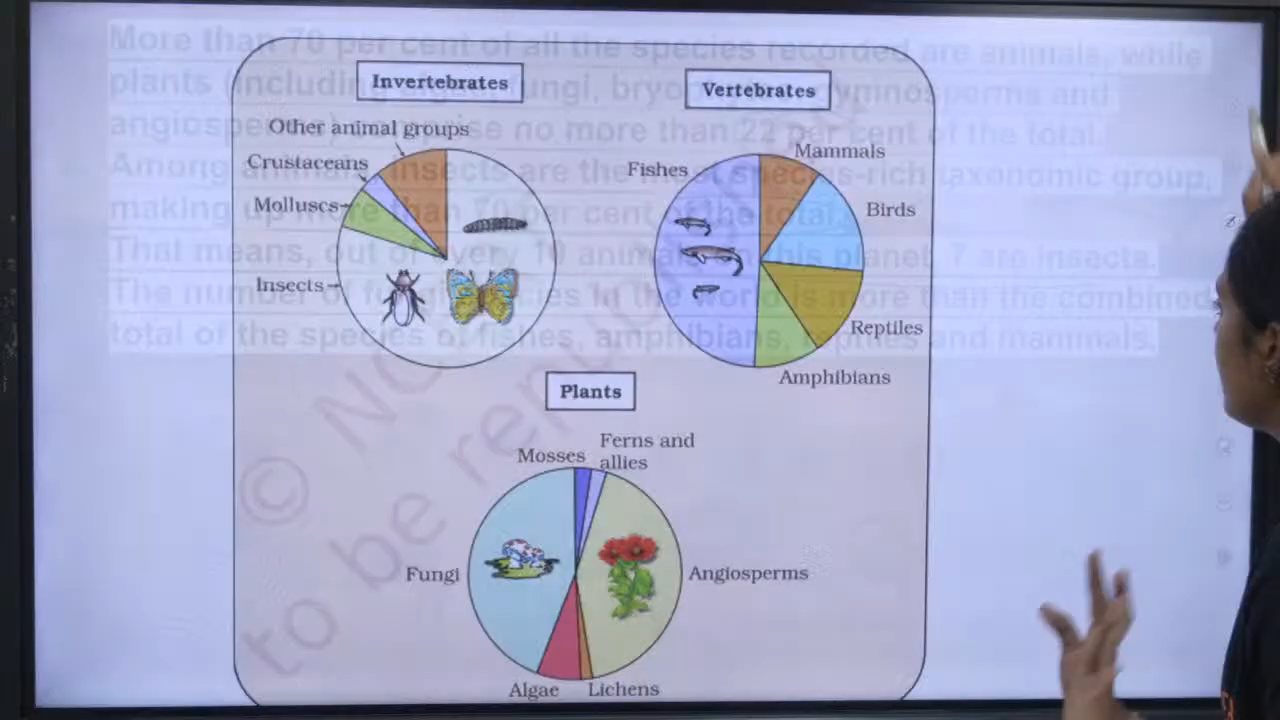 More than 70 per cent of all the species recorded are animals, while
plants (including algae, fungi, bryophytes, gymnosperms and
angiosperms) comprise no more than 22 per cent of the total.
Among animals, insects are the most species-rich taxonomic group,
making up more than 70 per cent of the total.
That means, out of every 10 animals on this planet, 7 are insects.
The number of fungi species in the world is more than the combined
total of the species of fishes, amphibians, reptiles and mammals.
Invertebrates
Other animal groups
Crustaceans
Molluscs
Insects
Vertebrates
Fishes
Mammals
Birds
Reptiles
Amphibians
Plants
Mosses
Ferns and
allies
Fungi
Angiosperms
Algae
Lichens
© NC
to be re